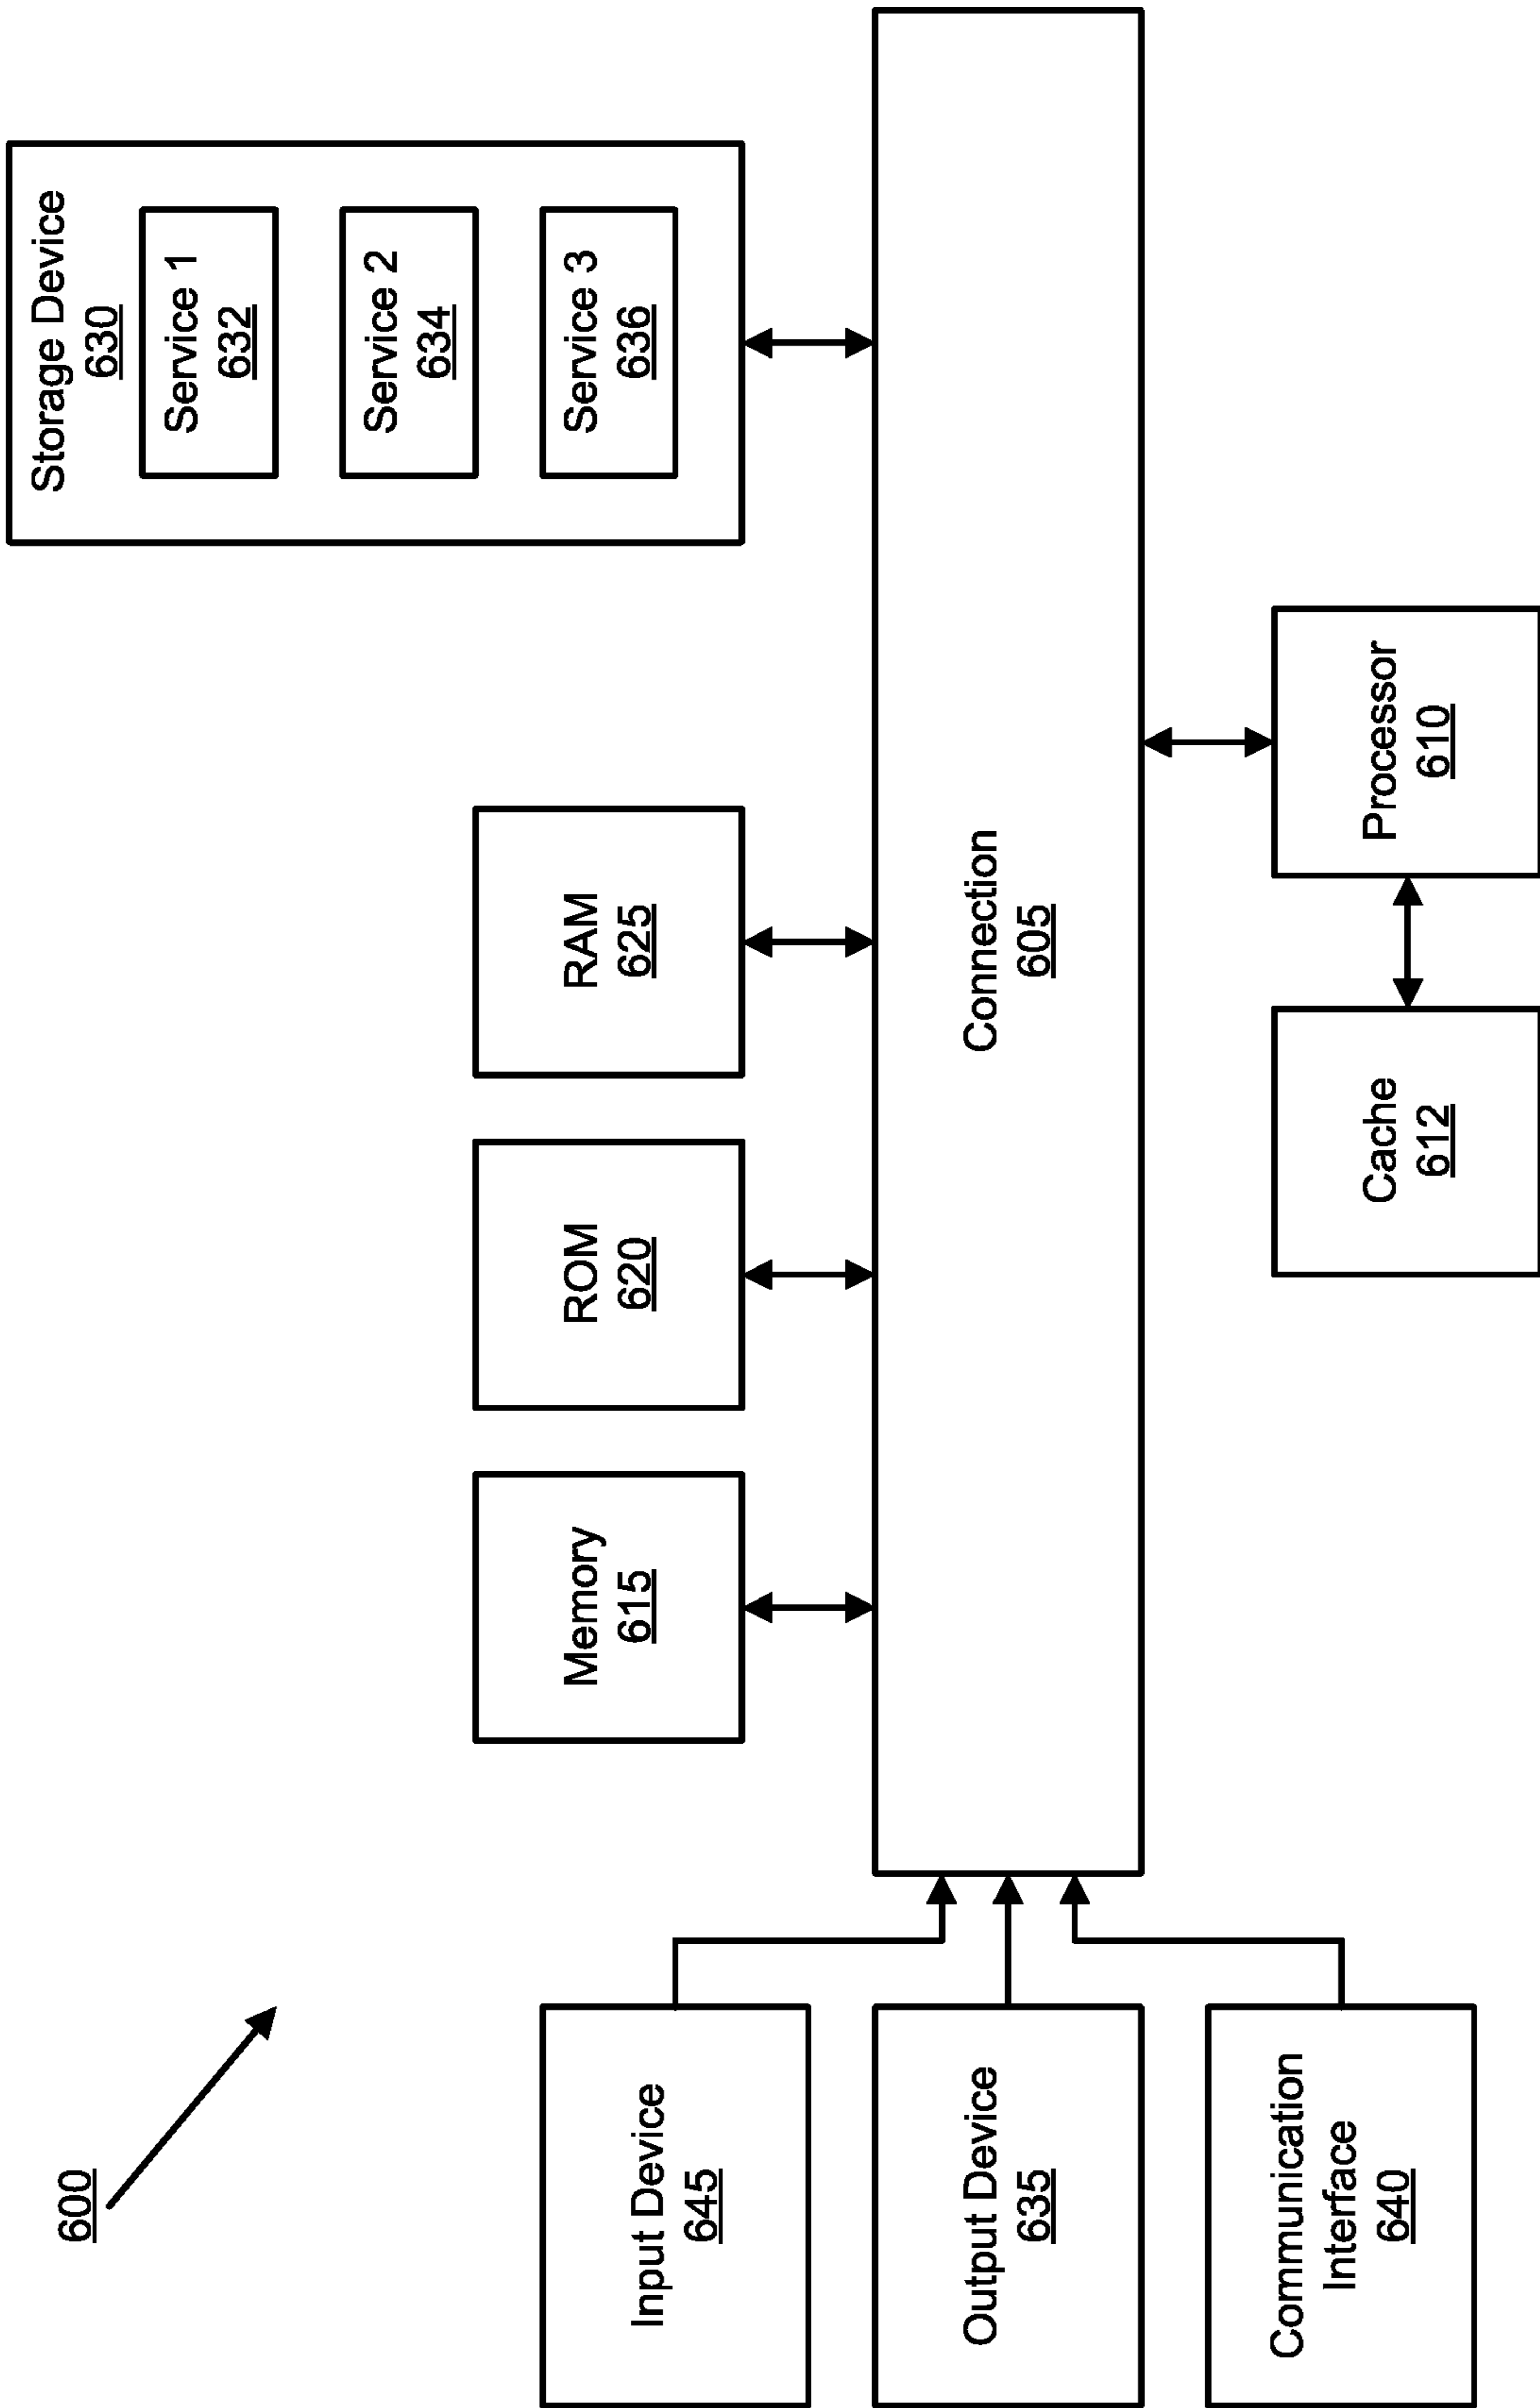 600
Input Device
645
Output Device
635
Communication
Interface
640
Memory
615
ROM
620
RAM
625
Storage Device
630
Service 1
632
Service 2
634
Service 3
636
Connection
605
Cache
612
Processor
610